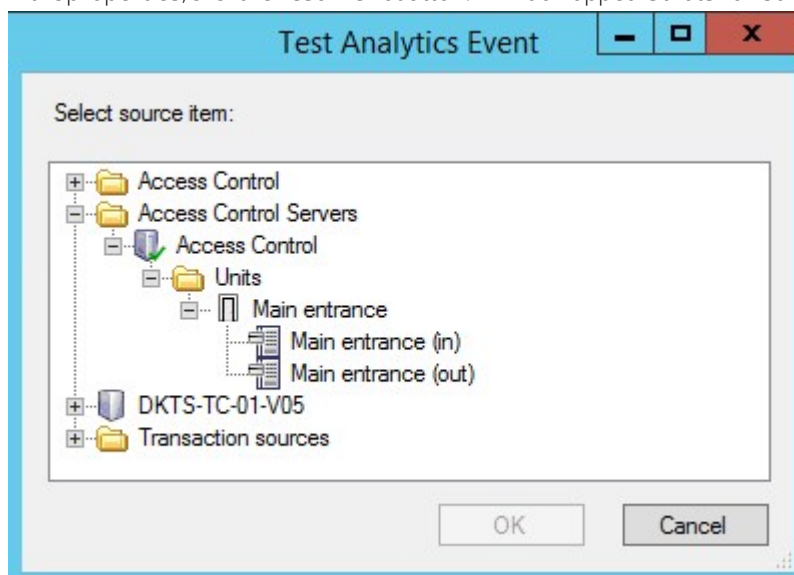 Test Analytics Event
Select source item:
Access Control
Access Control Servers
Access Control
Units
Main entrance
Main entrance (in)
Main entrance (out)
DKTS-TC-01-V05
Transaction sources
OK
Cancel